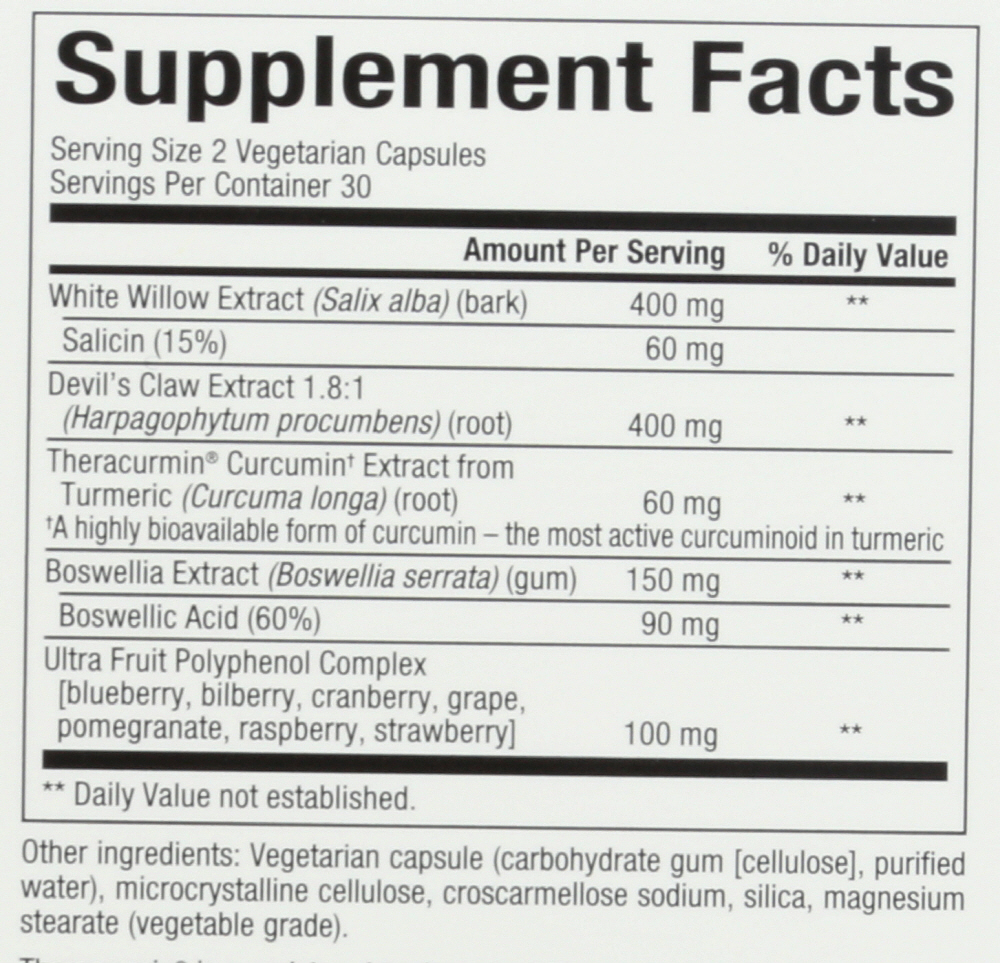 Supplement Facts
Serving Size 2 Vegetarian Capsules
Servings Per Container 30
Amount Per Serving % Daily Value
White Willow Extract (Salix alba) (bark) 400 mg **
Salicin (15%) 60 mg
Devil's Claw Extract 1.8:1
(Harpagophytum procumbens) (root) 400 mg **
Theracurmin® Curcumin† Extract from
Turmeric (Curcuma longa) (root) 60 mg **
†A highly bioavailable form of curcumin – the most active curcuminoid in turmeric
Boswellia Extract (Boswellia serrata) (gum) 150 mg **
Boswellic Acid (60%) 90 mg **
Ultra Fruit Polyphenol Complex
[blueberry, bilberry, cranberry, grape,
pomegranate, raspberry, strawberry] 100 mg **
** Daily Value not established.
Other ingredients: Vegetarian capsule (carbohydrate gum [cellulose], purified
water), microcrystalline cellulose, croscarmellose sodium, silica, magnesium
stearate (vegetable grade).